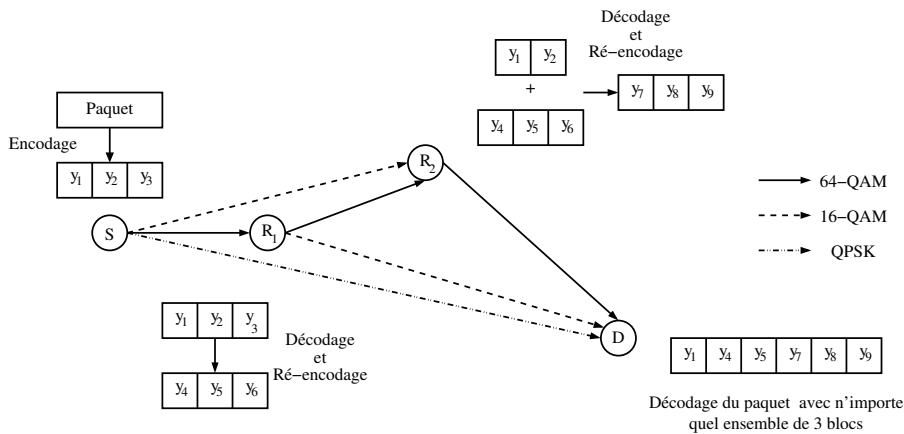 Décodage
et
Ré−encodage
y1 y2
+
y4 y5 y6
y7 y8 y9
Paquet
Encodage
y1 y2 y3
S
R1
R2
D
64−QAM
16−QAM
QPSK
y1 y2 y3
Décodage
et
Ré−encodage
y4 y5 y6
y1 y4 y5 y7 y8 y9
Décodage du paquet avec n'importe
quel ensemble de 3 blocs